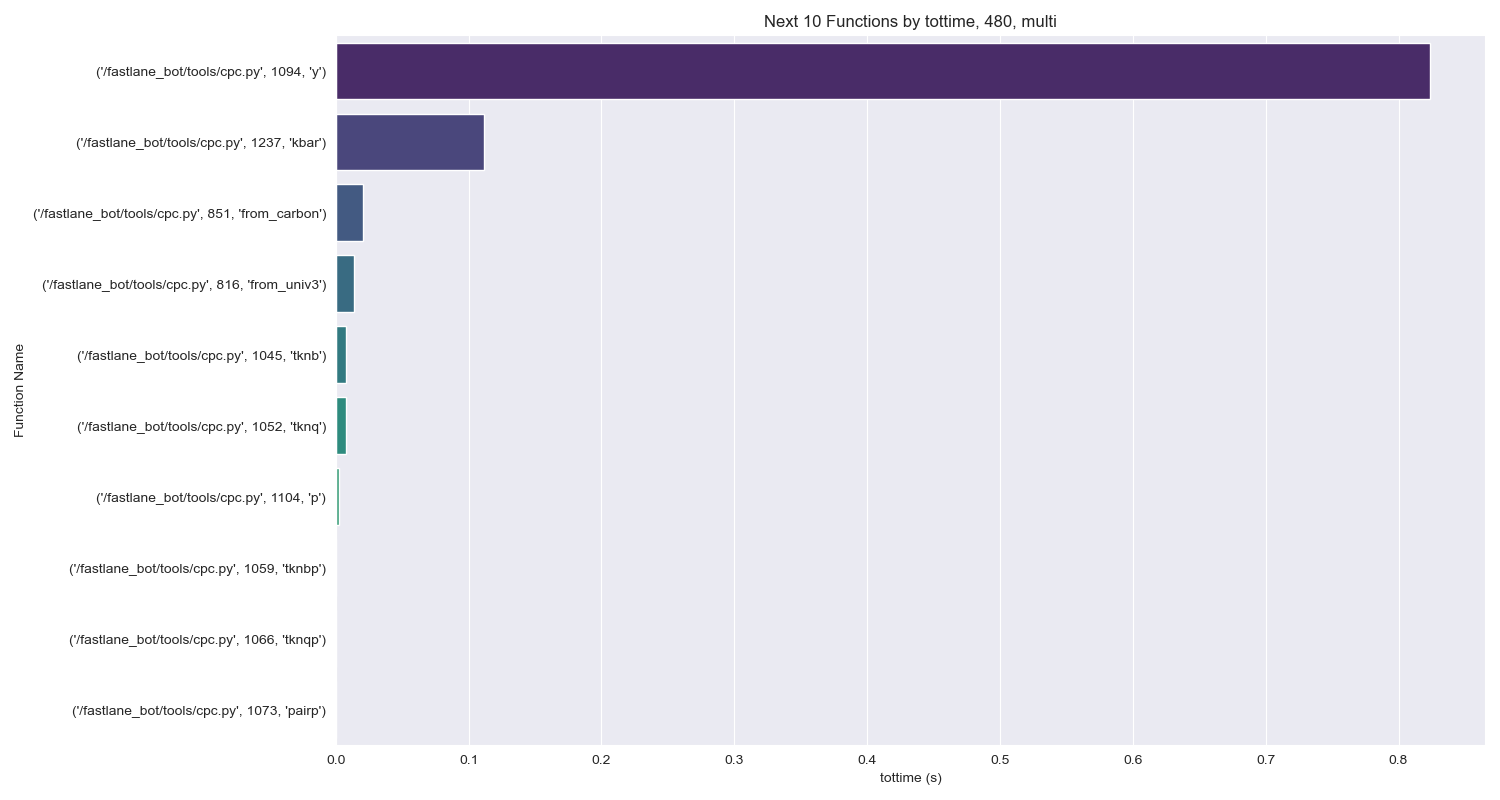 Next 10 Functions by tottime, 480, multi
('/fastlane_bot/tools/cpc.py', 1094, 'y')
('/fastlane_bot/tools/cpc.py', 1237, 'kbar')
('/fastlane_bot/tools/cpc.py', 851, 'from_carbon')
('/fastlane_bot/tools/cpc.py', 816, 'from_univ3')
('/fastlane_bot/tools/cpc.py', 1045, 'tknb')
('/fastlane_bot/tools/cpc.py', 1052, 'tknq')
('/fastlane_bot/tools/cpc.py', 1104, 'p')
('/fastlane_bot/tools/cpc.py', 1059, 'tknbp')
('/fastlane_bot/tools/cpc.py', 1066, 'tknqp')
('/fastlane_bot/tools/cpc.py', 1073, 'pairp')
Function Name
0.0 0.1 0.2 0.3 0.4 0.5 0.6 0.7 0.8
tottime (s)